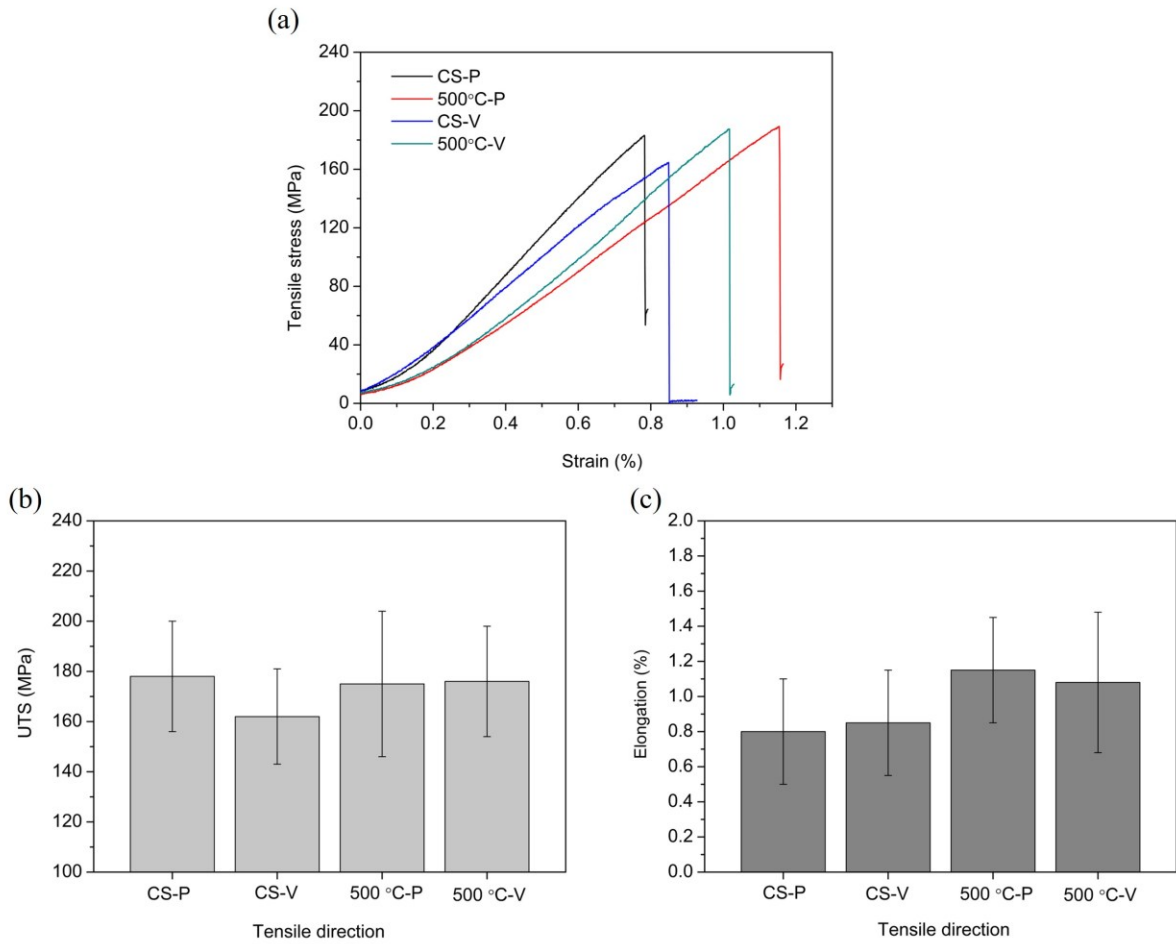 (a)
240
200
160
120
80
40
0
Tensile stress (MPa)
CS-P
500°C-P
CS-V
500°C-V
0.0 0.2 0.4 0.6 0.8 1.0 1.2
Strain (%)
(b)
240
220
200
180
160
140
120
100
UTS (MPa)
CS-P CS-V 500 °C-P 500 °C-V
Tensile direction
(c)
2.0
1.8
1.6
1.4
1.2
1.0
0.8
0.6
0.4
0.2
0.0
Elongation (%)
CS-P CS-V 500 °C-P 500 °C-V
Tensile direction